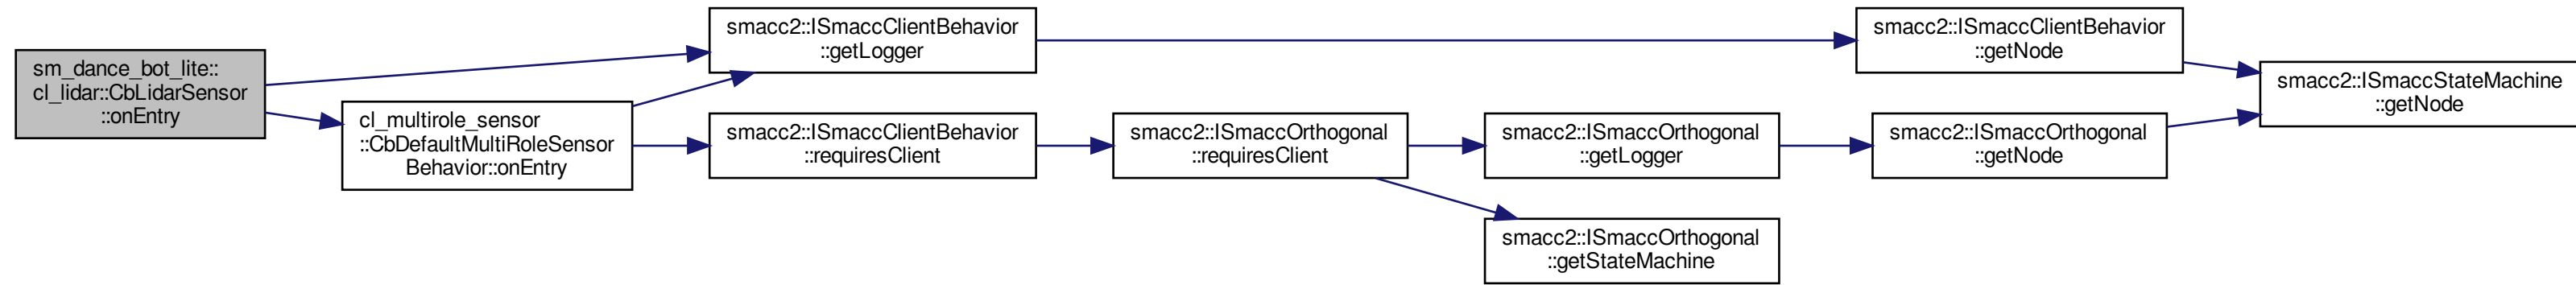 sm_dance_bot_lite::
cl_lidar::CbLidarSensor
::onEntry
cl_multirole_sensor
::CbDefaultMultiRoleSensor
Behavior::onEntry
smacc2::ISmaccClientBehavior
::getLogger
smacc2::ISmaccClientBehavior
::requiresClient
smacc2::ISmaccOrthogonal
::requiresClient
smacc2::ISmaccOrthogonal
::getLogger
smacc2::ISmaccOrthogonal
::getStateMachine
smacc2::ISmaccClientBehavior
::getNode
smacc2::ISmaccOrthogonal
::getNode
smacc2::ISmaccStateMachine
::getNode